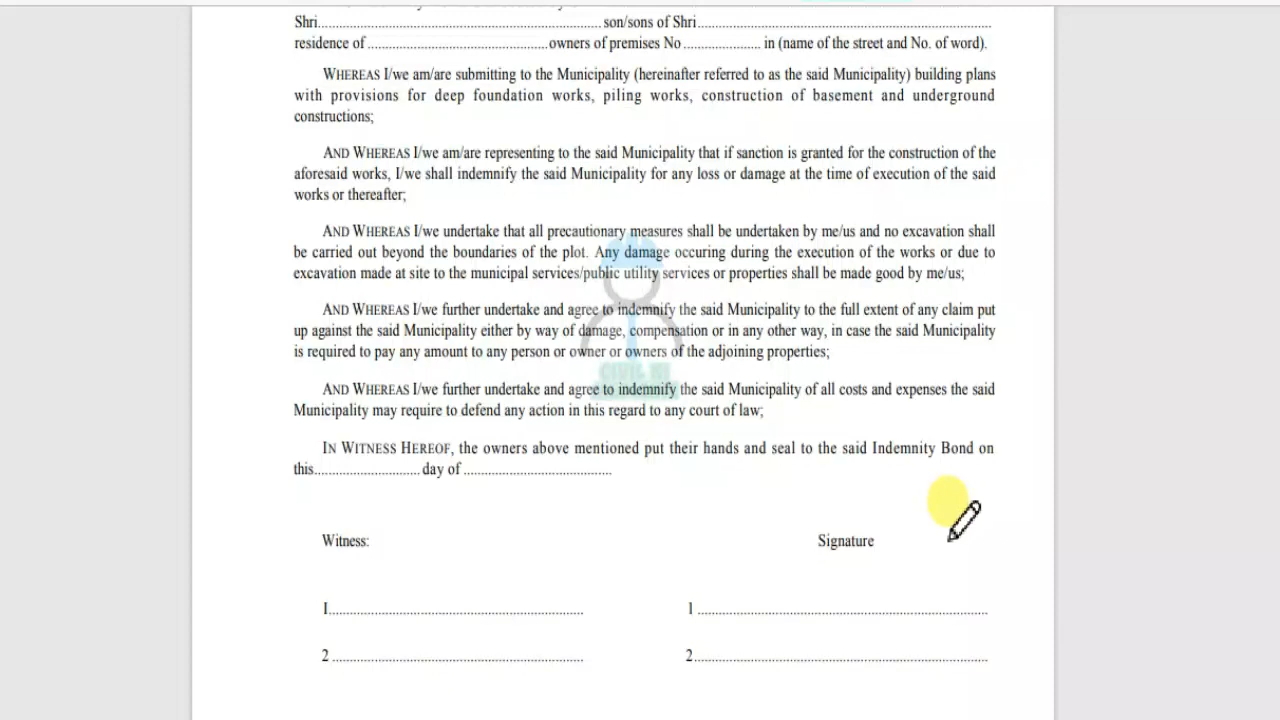 Shri............................................................................ son/sons of Shri................................................................................
residence of ..................................................owners of premises No ..................... in (name of the street and No. of word).
WHEREAS I/we am/are submitting to the Municipality (hereinafter referred to as the said Municipality) building plans
with provisions for deep foundation works, piling works, construction of basement and underground
constructions;
AND WHEREAS I/we am/are representing to the said Municipality that if sanction is granted for the construction of the
aforesaid works, I/we shall indemnify the said Municipality for any loss or damage at the time of execution of the said
works or thereafter;
AND WHEREAS I/we undertake that all precautionary measures shall be undertaken by me/us and no excavation shall
be carried out beyond the boundaries of the plot. Any damage occuring during the execution of the works or due to
excavation made at site to the municipal services/public utility services or properties shall be made good by me/us;
AND WHEREAS I/we further undertake and agree to indemnify the said Municipality to the full extent of any claim put
up against the said Municipality either by way of damage, compensation or in any other way, in case the said Municipality
is required to pay any amount to any person or owner or owners of the adjoining properties;
AND WHEREAS I/we further undertake and agree to indemnify the said Municipality of all costs and expenses the said
Municipality may require to defend any action in this regard to any court of law;
IN WITNESS HEREOF, the owners above mentioned put their hands and seal to the said Indemnity Bond on
this............................. day of .........................................
Witness: Signature
1...................................................................... 1 ................................................................................
2 ..................................................................... 2.................................................................................